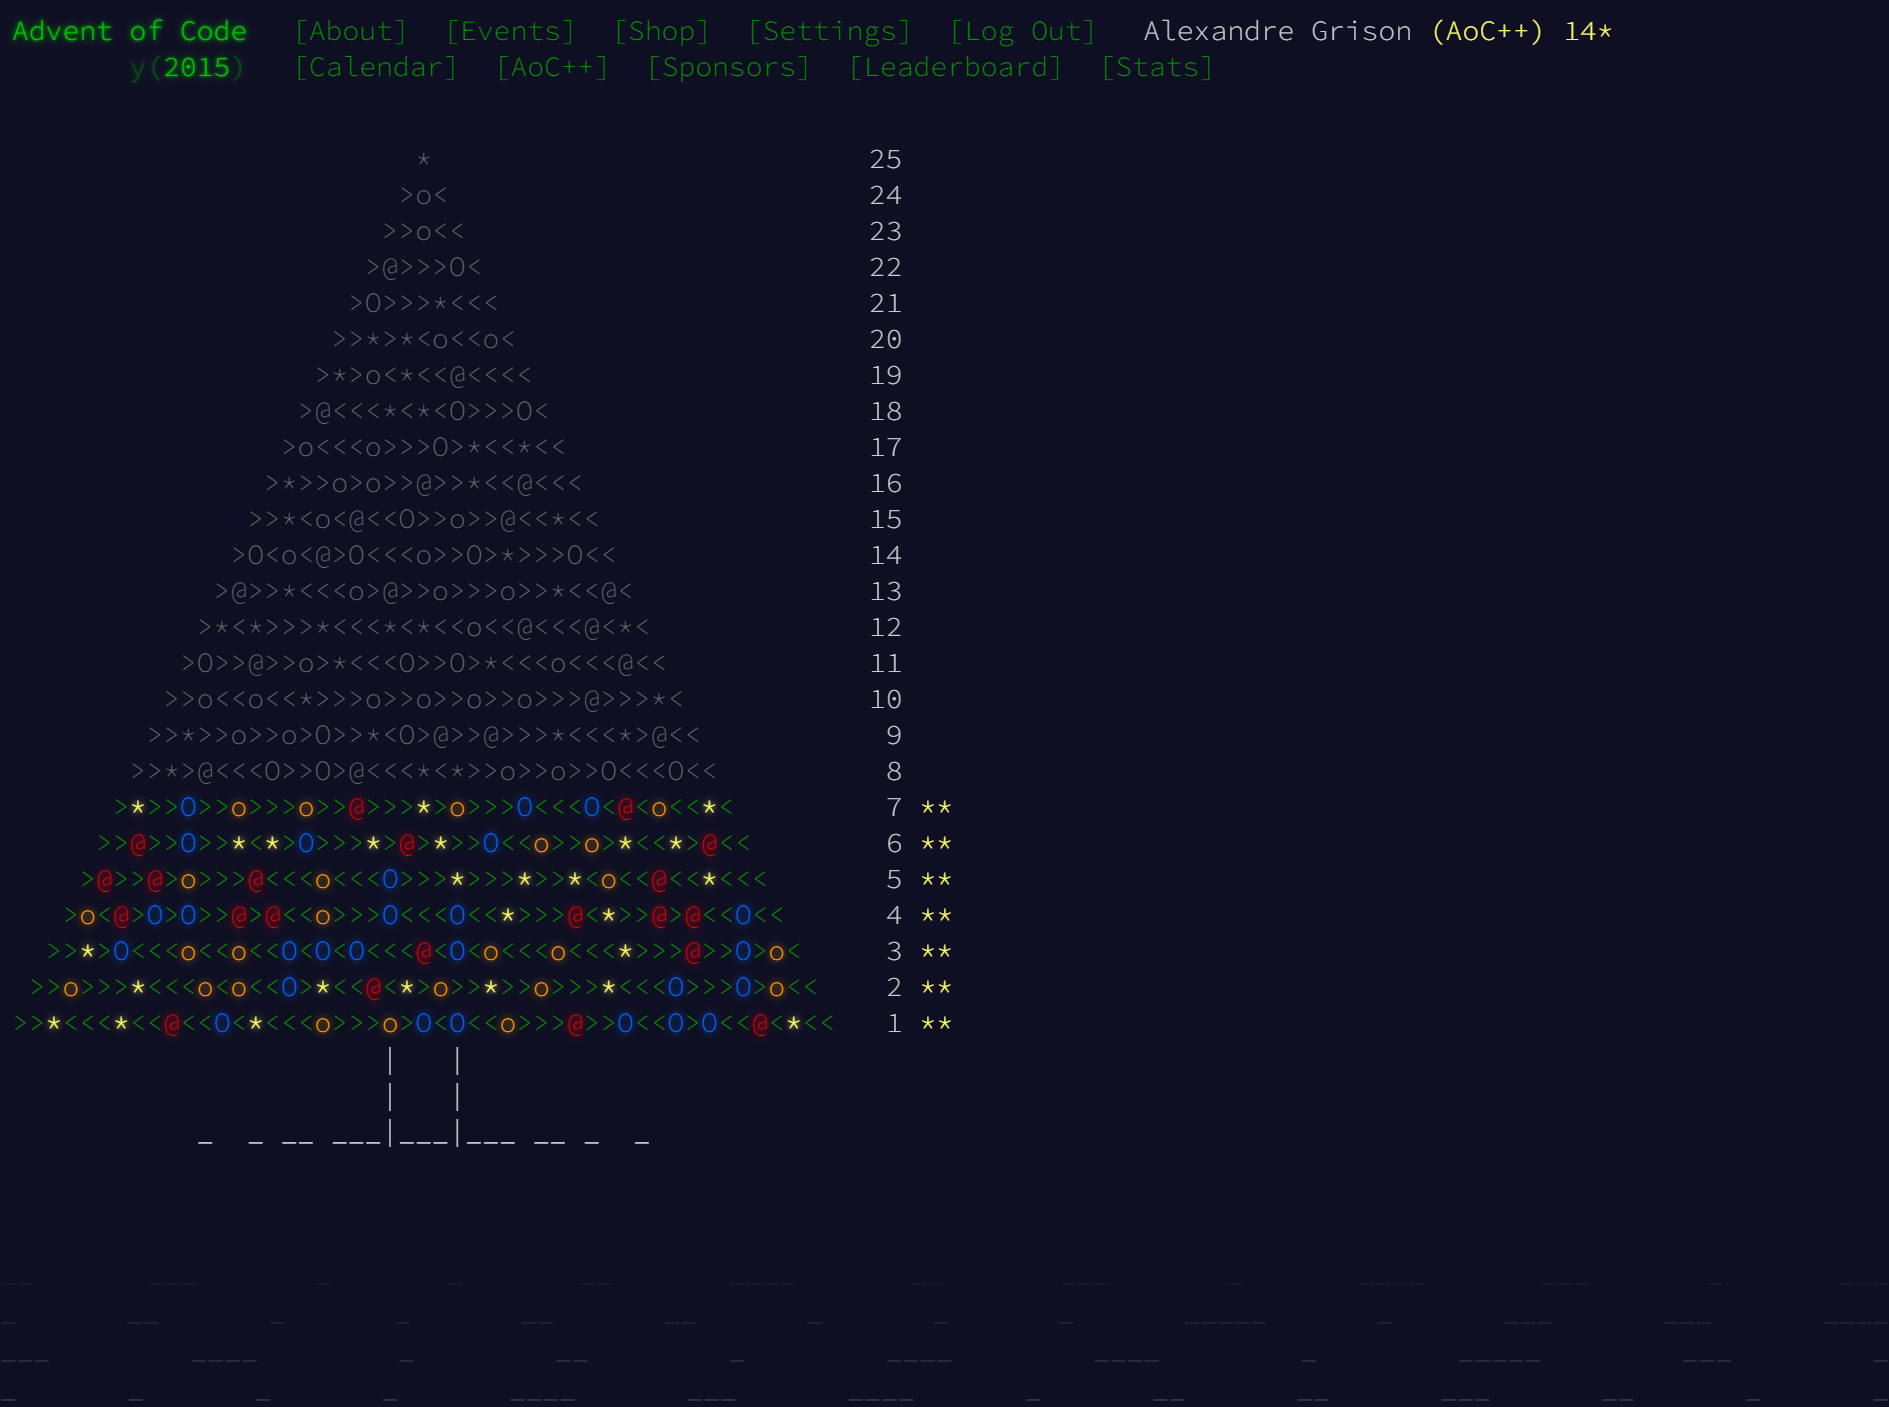 Advent of Code [About] [Events] [Shop] [Settings] [Log Out] Alexandre Grison (AoC++) 14*
y(2015) [Calendar] [AoC++] [Sponsors] [Leaderboard] [Stats]
* 25
>o< 24
>>o<< 23
>@>>>O< 22
>O>>>*<<< 21
>>*>*<o<<o< 20
>*>o<*<<@<<<< 19
>@<<<*<*<O>>>O< 18
>o<<<o>>>O>*<<*<< 17
>*>>o>o>>@>>*<<@<<< 16
>>*<o<@<<O>>o>>@<<*<< 15
>O<o<@>O<<<o>>O>*>>>O<< 14
>@>>*<<<o>@>>o>>>o>>*<<@< 13
>*<*>>>*<<<*<*<<o<<@<<<@<*< 12
>O>>@>>o>*<<<O>>O>*<<<o<<<@<< 11
>>o<<o<<*>>>o>>o>>o>>o>>>@>>>*< 10
>>*>>o>>o>O>>*<O>@>>@>>>*<<<*>@<< 9
>>*>@<<<O>>O>@<<<*<*>>o>>o>>O<<<O<< 8
>*>>O>>o>>>o>>@>>>*>o>>>O<<<O<@<o<<*< 7 **
>>@>>O>>*<*>O>>>*>@>*>>O<<o>>o>*<<*>@<< 6 **
>@>>@>o>>>@<<<o<<<O>>>*>>>*>>*<o<<@<<*<<< 5 **
>o<@>O>O>>@>@<<o>>>O<<<O<<*>>>@<*>>@>@<<O<< 4 **
>>*>O<<<o<<o<<O<O<O<<<@<O<o<<<o<<<*>>>@>>O>o< 3 **
>>o>>>*<<<o<o<<O>*<<@<*>o>>*>>o>>>*<<<O>>>O>o<< 2 **
>>*<<<*<<@<<O<*<<<o>>>o>O<O<<o>>>@>>O<<O>O<<@<*<< 1 **
| |
| |
_ _ __ ___|___|___ __ _ _